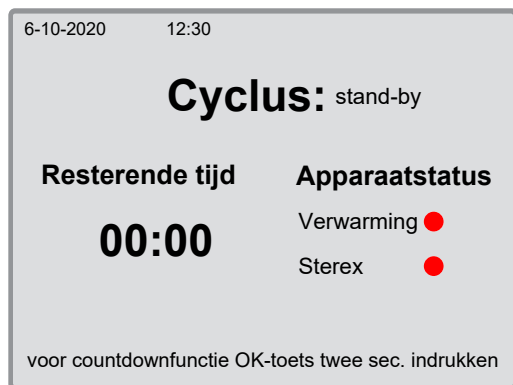 6-10-2020 12:30
Cyclus: stand-by
Resterende tijd
00:00
Apparaatstatus
Verwarming
Sterex
voor countdownfunctie OK-toets twee sec. indrukken